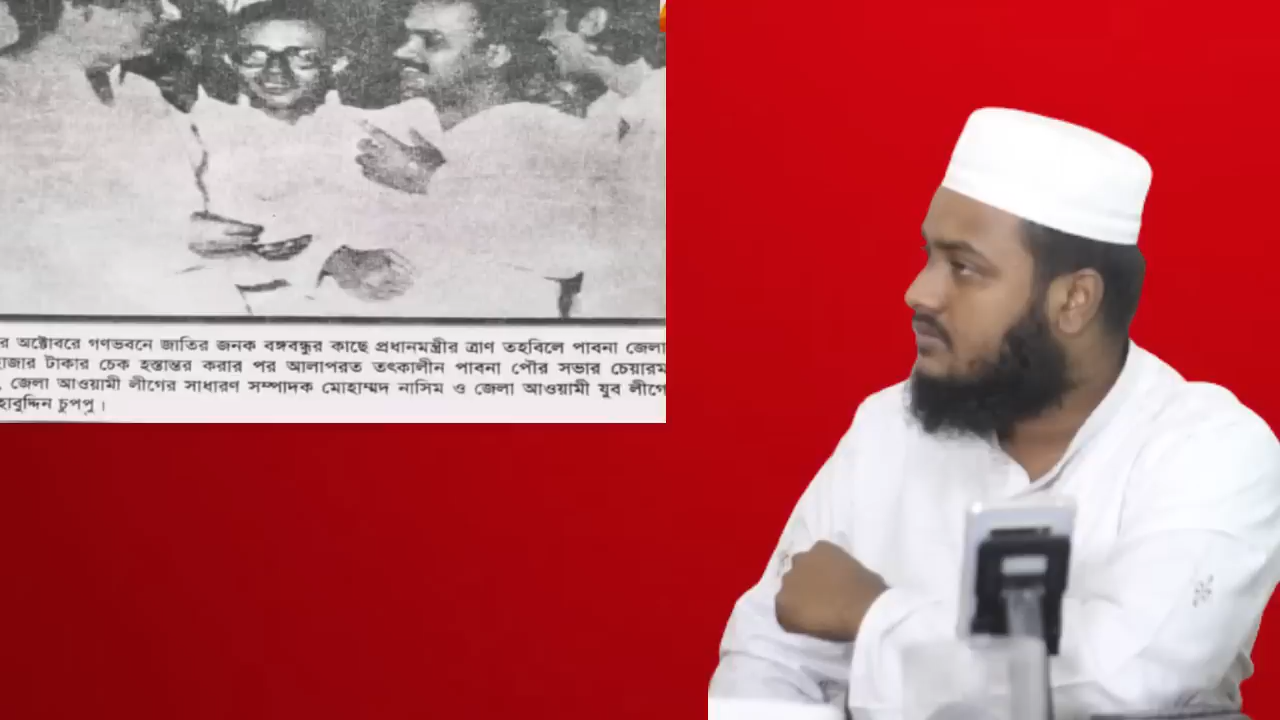 র অক্টোবরে গণভবনে জাতির জনক বঙ্গবন্ধুর কাছে প্রধানমন্ত্রীর ত্রাণ তহবিলে পাবনা জেলা
হাজার টাকার চেক হস্তান্তর করার পর আলাপরত তৎকালীন পাবনা পৌর সভার চেয়ারম
, জেলা আওয়ামী লীগের সাধারণ সম্পাদক মোহাম্মদ নাসিম ও জেলা আওয়ামী যুব লীগে
হাবুদ্দিন চুপপু।